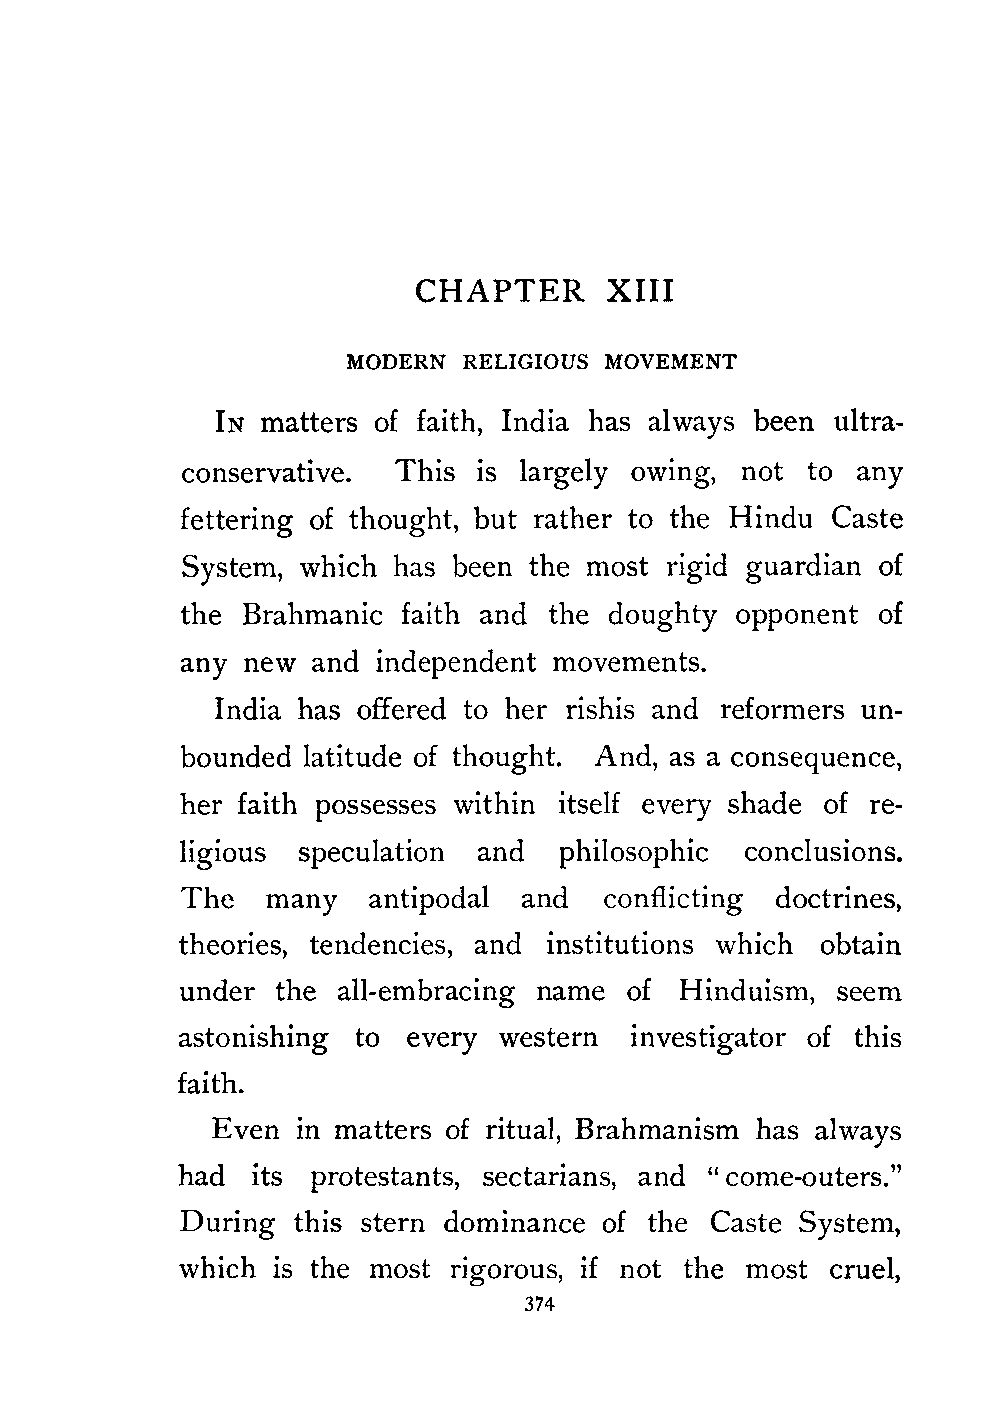 CHAPTER XIII
MODERN RELIGIOUS MOVEMENT
IN matters of faith, India has always been ultra-
conservative. This is largely owing, not to any
fettering of thought, but rather to the Hindu Caste
System, which has been the most rigid guardian of
the Brahmanic faith and the doughty opponent of
any new and independent movements.
India has offered to her rishis and reformers un-
bounded latitude of thought. And, as a consequence,
her faith possesses within itself every shade of re-
ligious speculation and philosophic conclusions.
The many antipodal and conflicting doctrines,
theories, tendencies, and institutions which obtain
under the all-embracing name of Hinduism, seem
astonishing to every western investigator of this
faith.
Even in matters of ritual, Brahmanism has always
had its protestants, sectarians, and “come-outers.”
During this stern dominance of the Caste System,
which is the most rigorous, if not the most cruel,
374